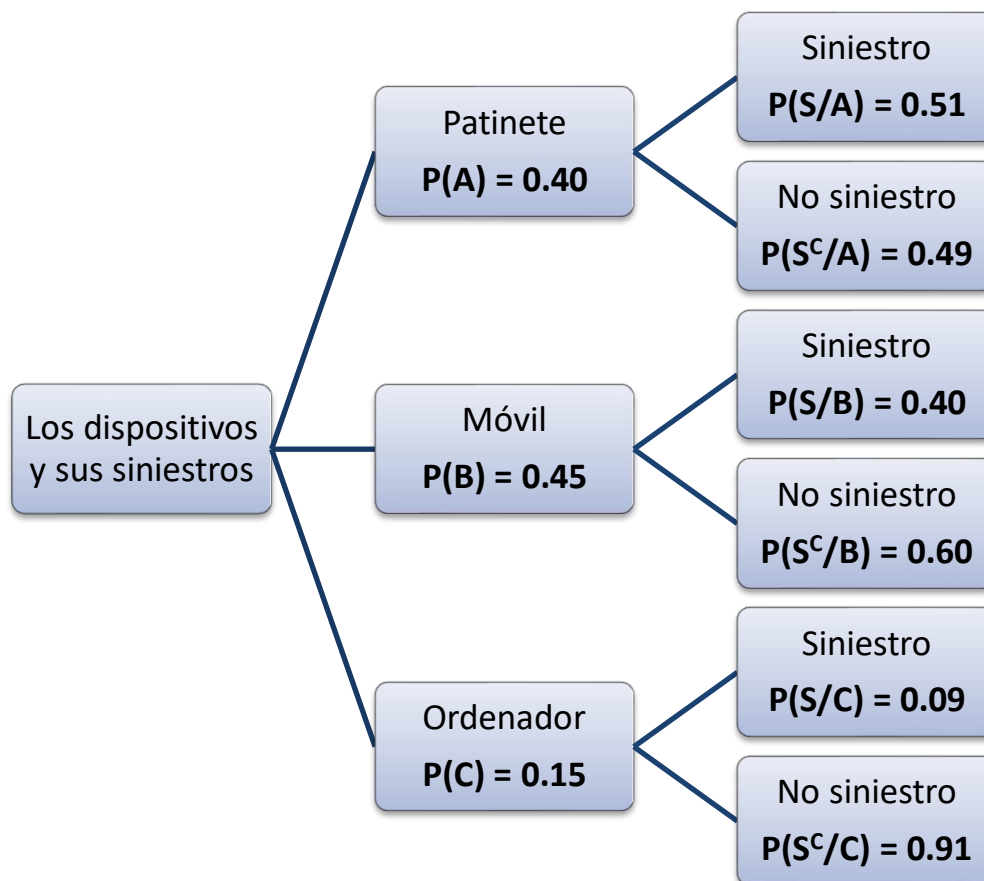 Los dispositivos
y sus siniestros
Patinete
P(A) = 0.40
Siniestro
P(S/A) = 0.51
No siniestro
P(Sᶜ/A) = 0.49
Móvil
P(B) = 0.45
Siniestro
P(S/B) = 0.40
No siniestro
P(Sᶜ/B) = 0.60
Ordenador
P(C) = 0.15
Siniestro
P(S/C) = 0.09
No siniestro
P(Sᶜ/C) = 0.91